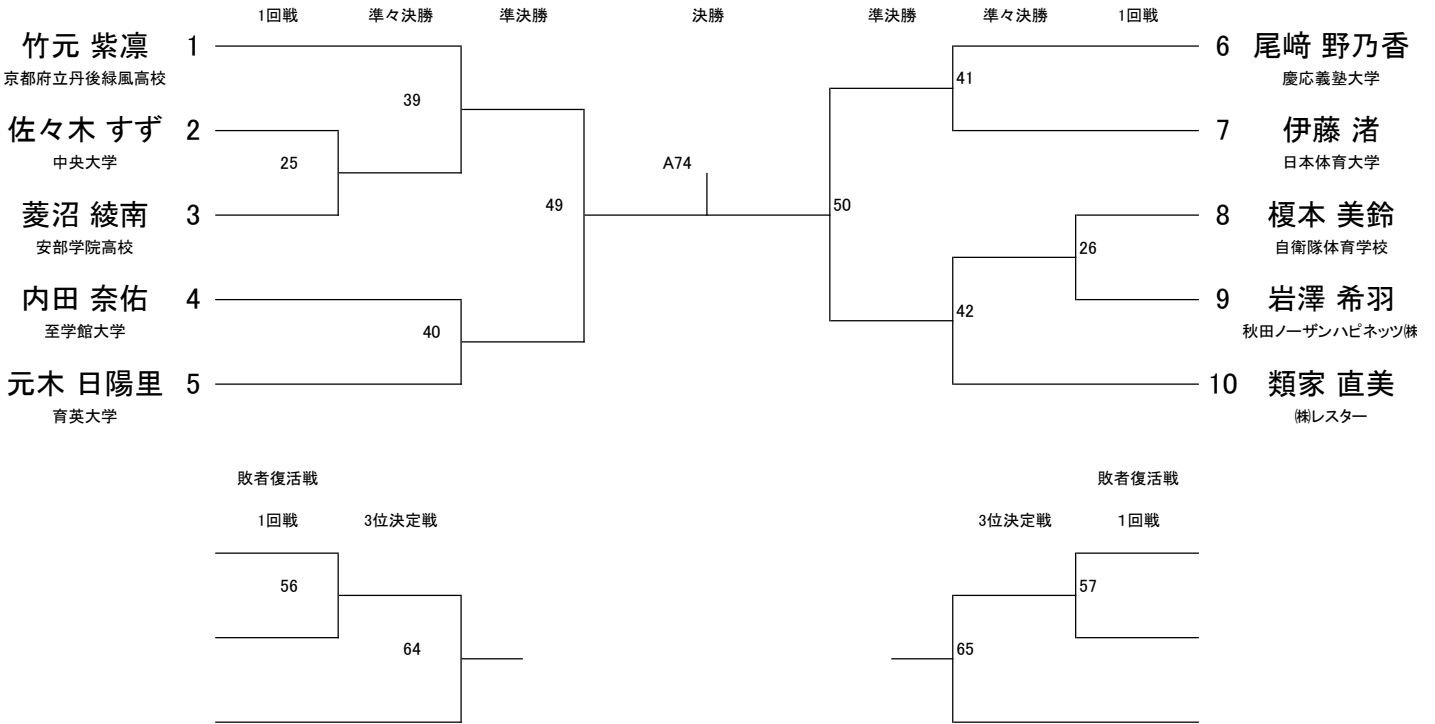 1回戦 準々決勝 準決勝 決勝 準決勝 準々決勝 1回戦
竹元 紫凛 1
京都府立丹後緑風高校
6 尾﨑 野乃香
慶応義塾大学
39
41
佐々木 すず 2
中央大学
7 伊藤 渚
日本体育大学
25
A74
菱沼 綾南 3
安部学院高校
49
50
8 榎本 美鈴
自衛隊体育学校
26
内田 奈佑 4
至学館大学
9 岩澤 希羽
秋田ノーザンハピネッツ㈱
40
42
元木 日陽里 5
育英大学
10 類家 直美
㈱レスター
敗者復活戦 敗者復活戦
1回戦 3位決定戦 3位決定戦 1回戦
56 57
64 65